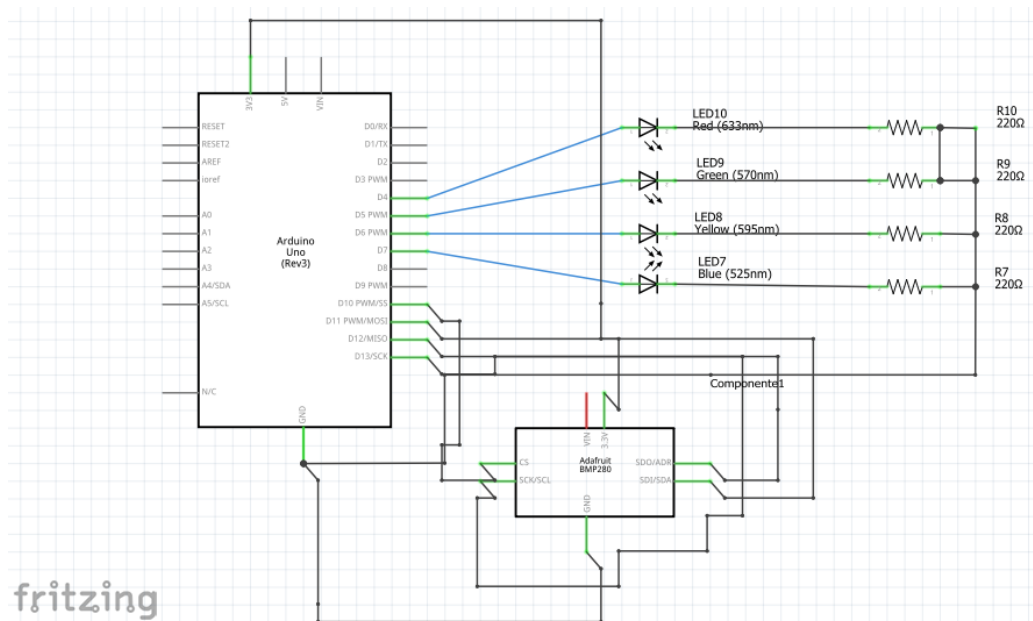 3V3
5V
VIN
RESET
RESET2
AREF
ioref
A0
A1
A2
A3
A4/SDA
A5/SCL
N/C
Arduino
Uno
(Rev3)
D0/RX
D1/TX
D2
D3 PWM
D4
D5 PWM
D6 PWM
D7
D8
D9 PWM
D10 PWM/SS
D11 PWM/MOSI
D12/MISO
D13/SCK
GND
LED10
Red (633nm)
LED9
Green (570nm)
LED8
Yellow (595nm)
LED7
Blue (525nm)
R10
220Ω
R9
220Ω
R8
220Ω
R7
220Ω
Componente1
VIN
3.3V
Adafruit
BMP280
CS
SCK/SCL
SDO/ADR
SDI/SDA
GND
fritzing